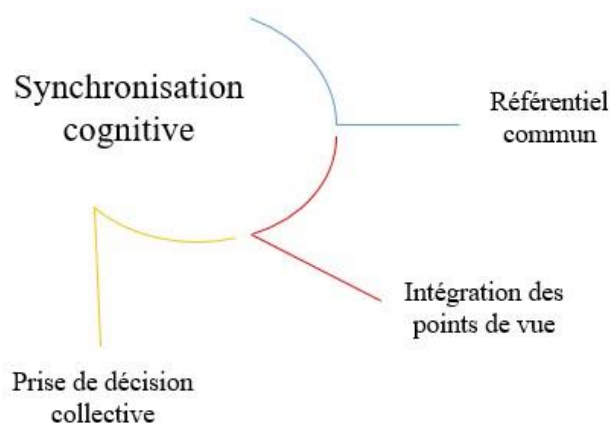 Synchronisation
cognitive
Référentiel
commun
Intégration des
points de vue
Prise de décision
collective